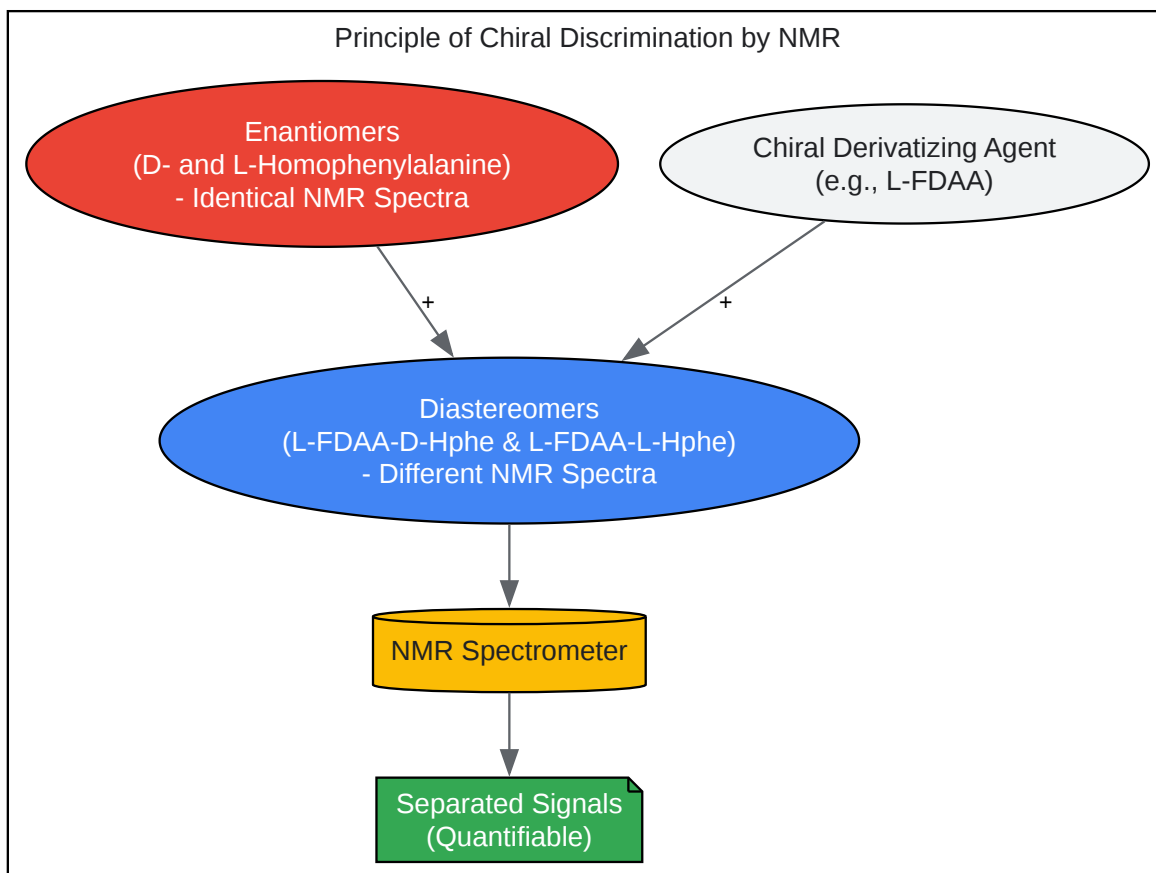 Principle of Chiral Discrimination by NMR
Enantiomers
(D- and L-Homophenylalanine)
- Identical NMR Spectra
Chiral Derivatizing Agent
(e.g., L-FDAA)
+
+
Diastereomers
(L-FDAA-D-Hphe & L-FDAA-L-Hphe)
- Different NMR Spectra
NMR Spectrometer
Separated Signals
(Quantifiable)